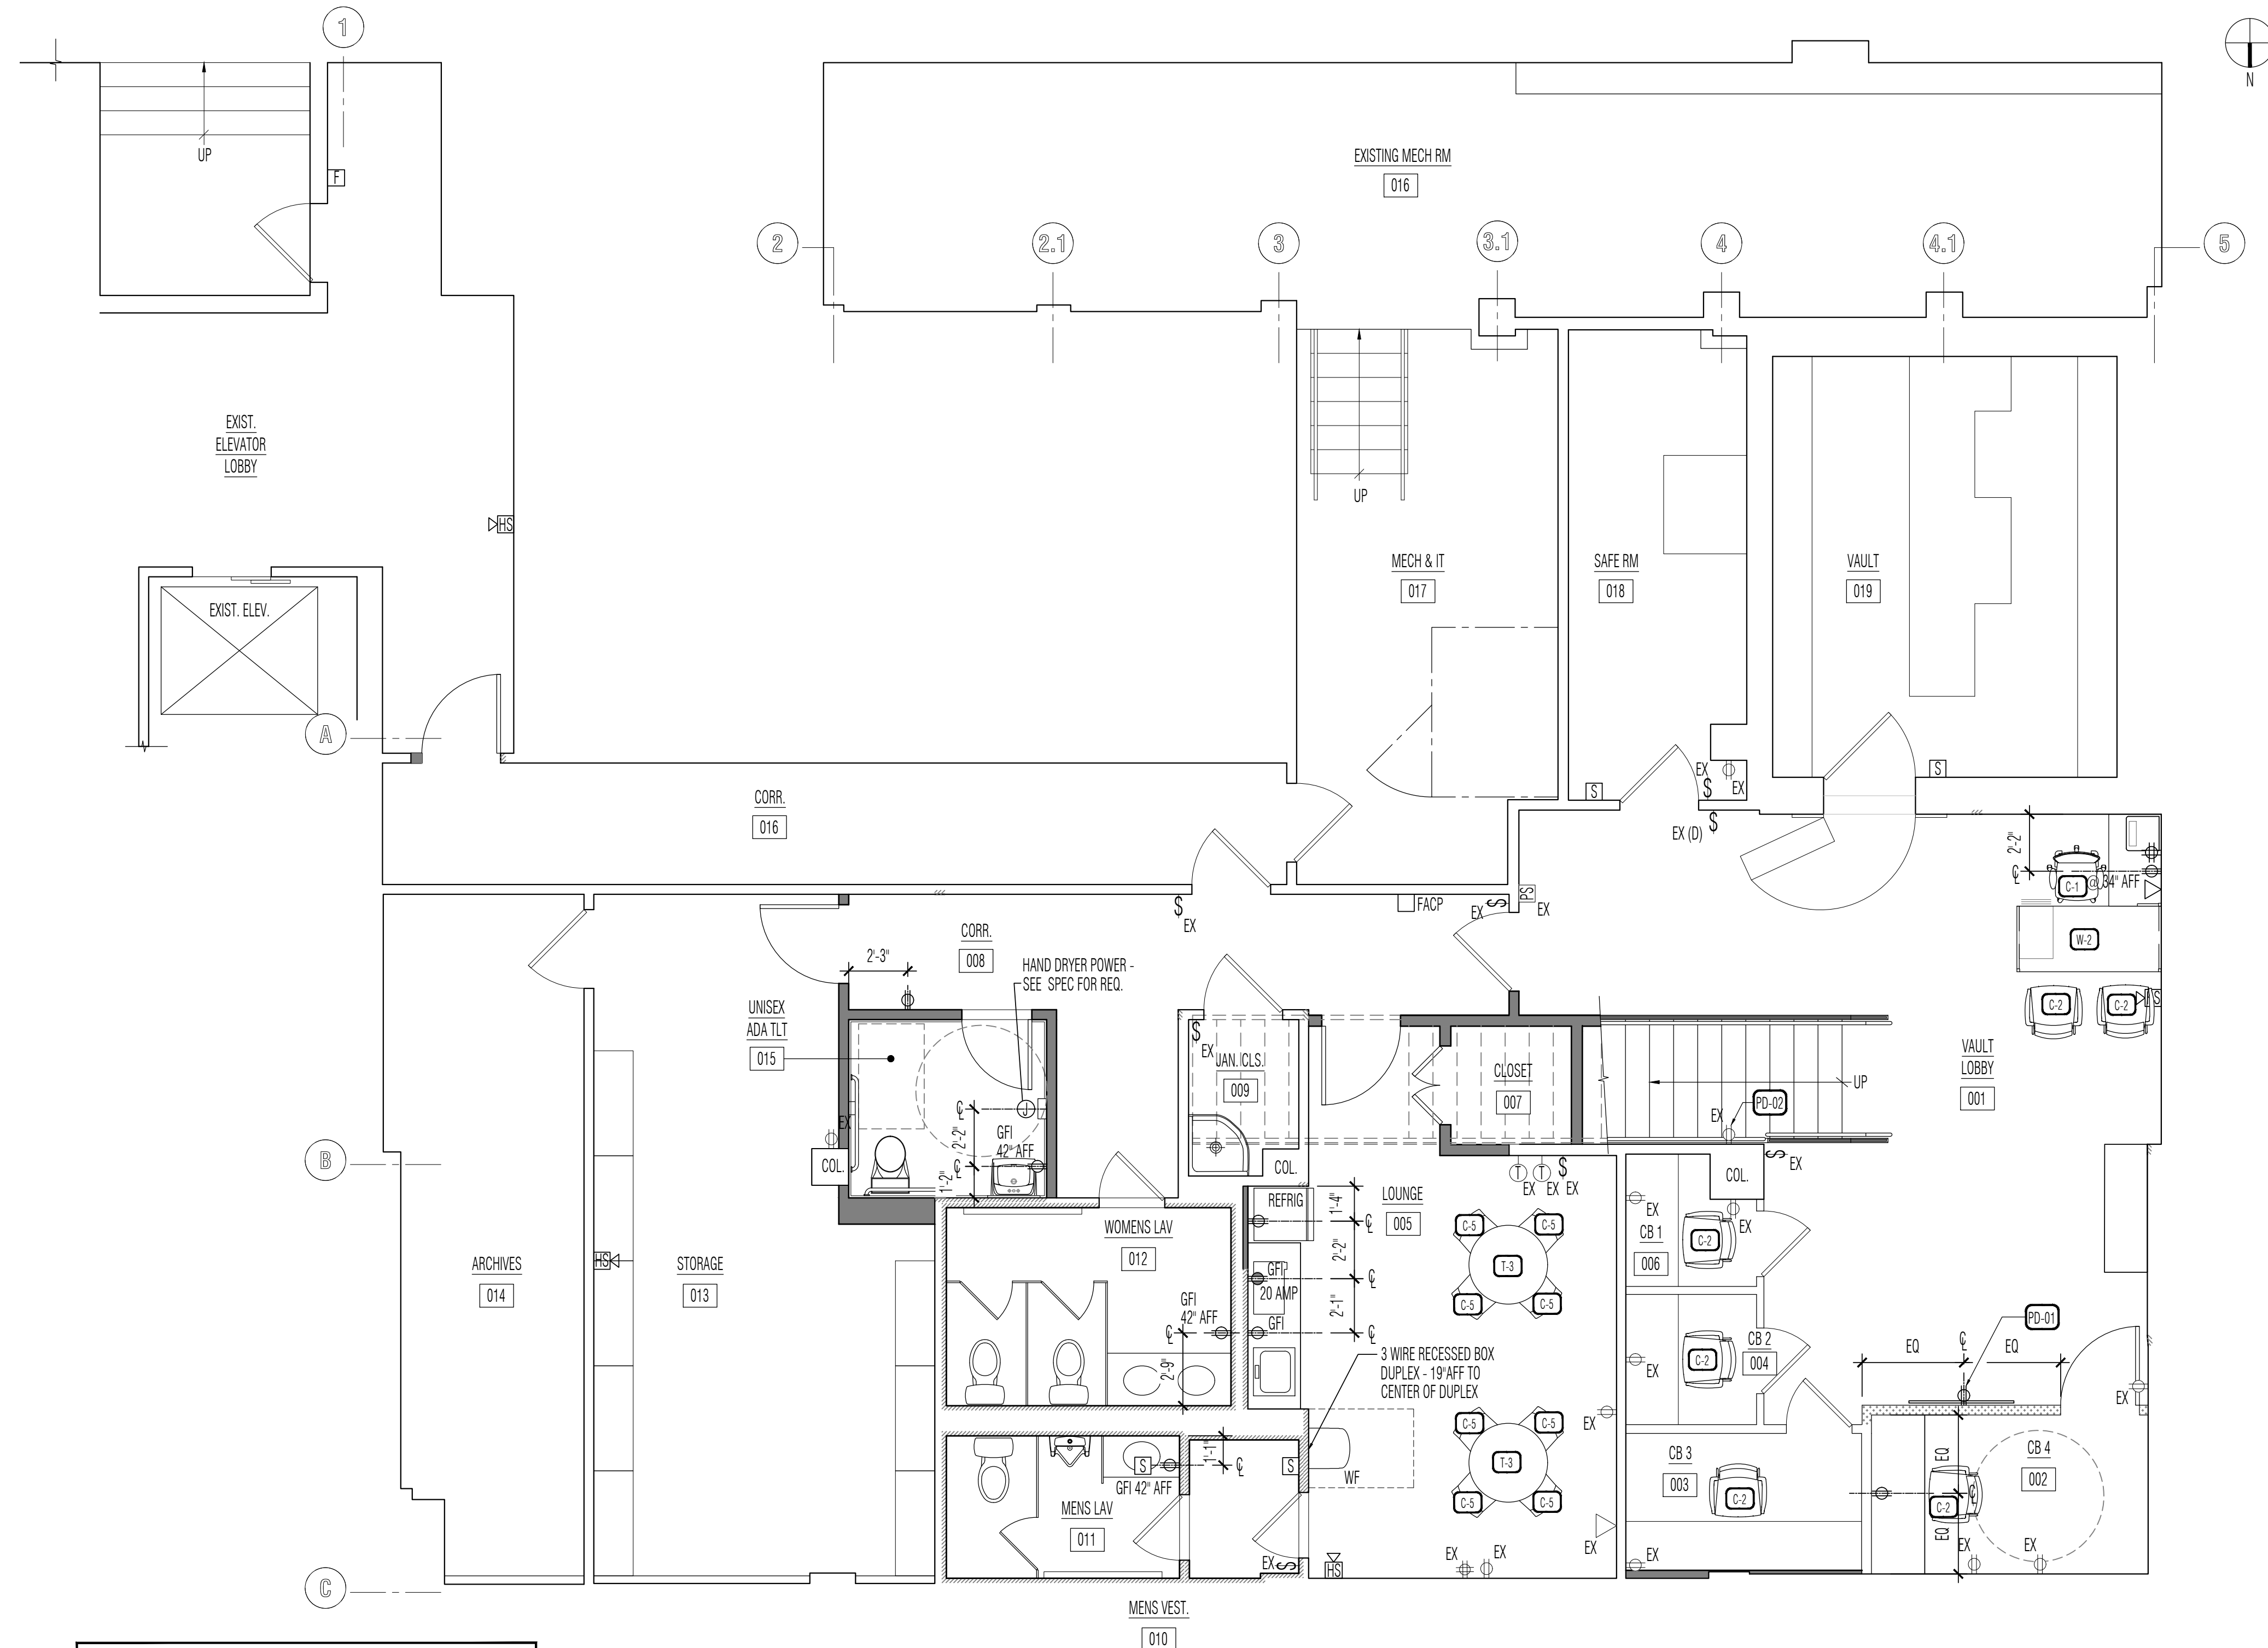 1
N
UP
F
EXISTING MECH RM
016
2
2.1
3
3.1
4
4.1
5
EXIST.
ELEVATOR
LOBBY
UP
HS
MECH & IT
017
SAFE RM
018
VAULT
019
EXIST. ELEV.
A
EX
EX
S
S
EX (D)
$
$
CORR.
016
2'-2"
C-1
@ 34" AFF
FACP
EX
$
PS
EX
$
EX
W-2
CORR.
008
2'-3"
HAND DRYER POWER -
SEE SPEC FOR REQ.
C-2
C-2
S
UNISEX
ADA TLT
015
$
EX
JAN. CLS.
009
CLOSET
007
VAULT
LOBBY
001
UP
EX
PD-02
EX
J
2'-2"
GFI
42" AFF
1'-2"
COL.
B
COL.
T
T
$
EX
EX
EX
COL.
$
EX
REFRIG
1'-4"
LOUNGE
005
C-5
C-5
T-3
C-5
C-5
EX
EX
CB 1
006
C-2
WOMENS LAV
012
2'-2"
GFI
20 AMP
2'-1"
GFI
HS
ARCHIVES
014
STORAGE
013
GFI
42" AFF
2'-9"
3 WIRE RECESSED BOX
DUPLEX - 19"AFF TO
CENTER OF DUPLEX
CB 2
004
C-2
EX
EQ
EQ
PD-01
EX
C-5
C-5
T-3
C-5
C-5
EX
1'-1"
S
S
GFI 42" AFF
WF
CB 3
003
C-2
EQ
CB 4
002
C-2
EQ
MENS LAV
011
EX
$
HS
EX
EX
EX
EX
EX
EX
C
MENS VEST.
010